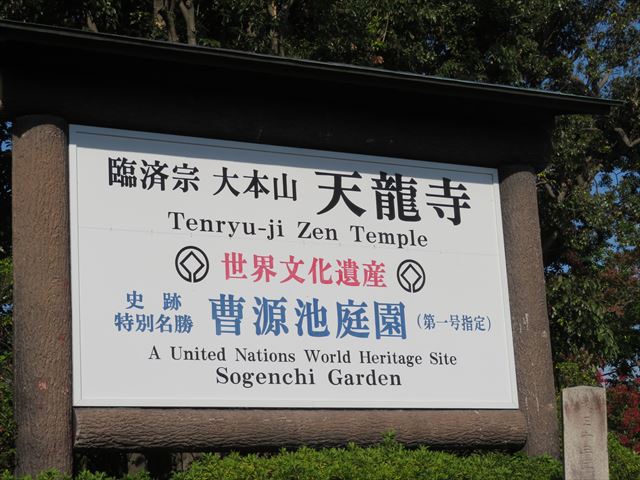 臨済宗 大本山 天龍寺
Tenryu-ji Zen Temple
世界文化遺産
史跡
特別名勝 曹源池庭園 (第一号指定)
A United Nations World Heritage Site
Sogenchi Garden